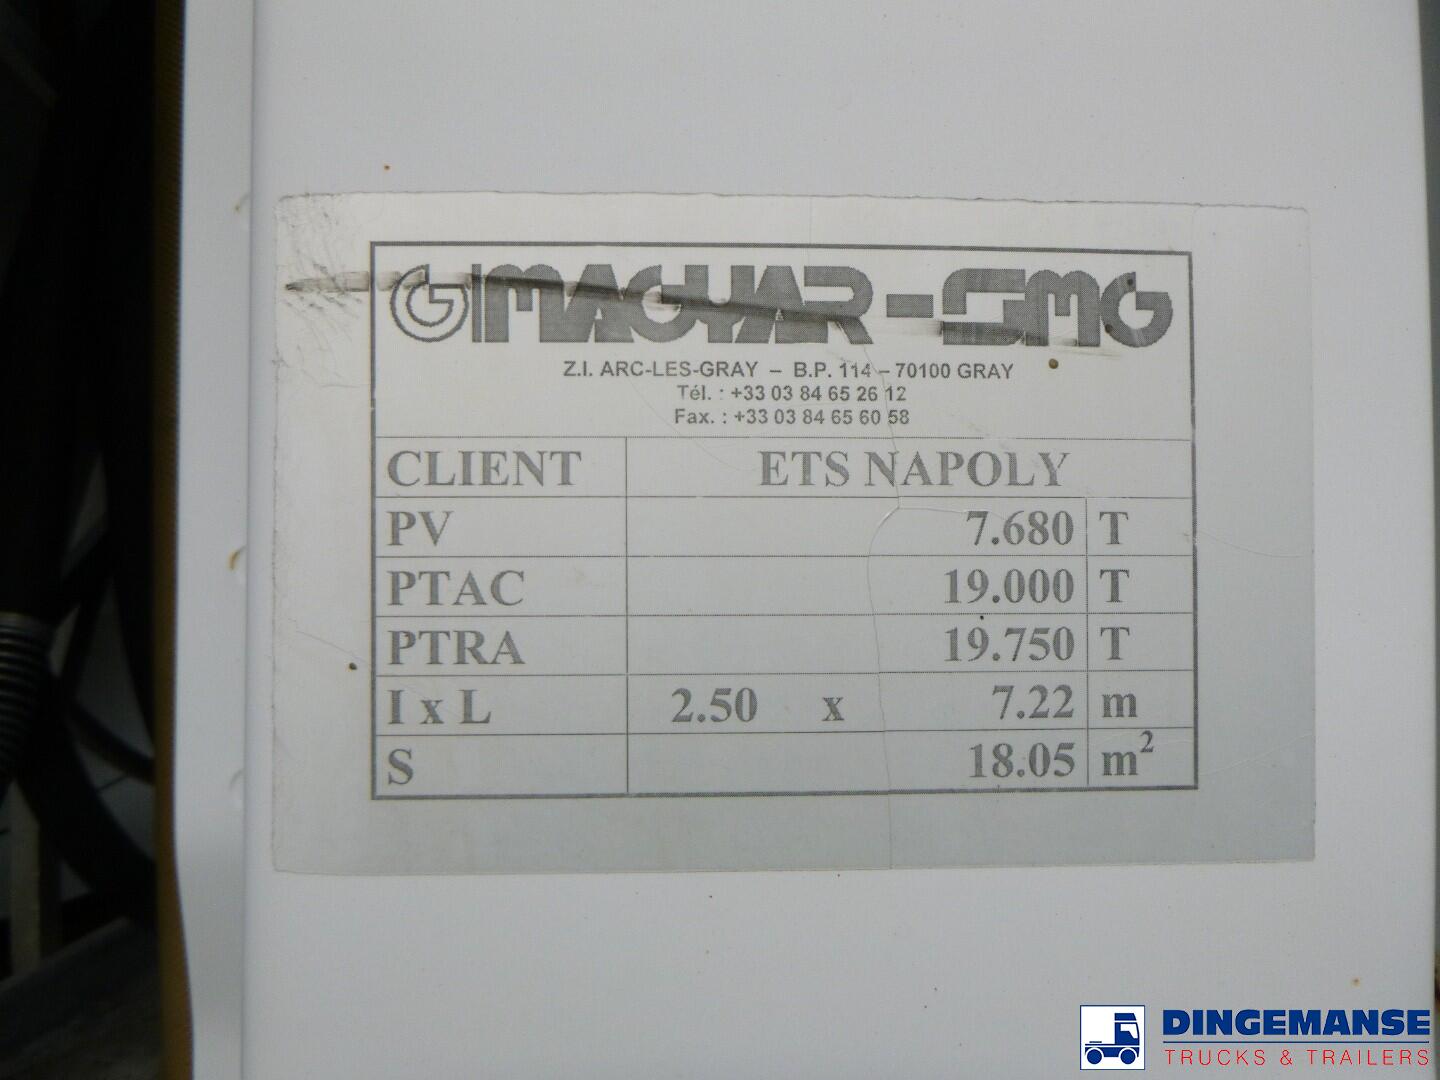 G MAGYAR - SMG
Z.I. ARC-LES-GRAY – B.P. 114 – 70100 GRAY
Tél. : +33 03 84 65 26 12
Fax. : +33 03 84 65 60 58
CLIENT ETS NAPOLY
PV 7.680 T
PTAC 19.000 T
PTRA 19.750 T
I x L 2.50 x 7.22 m
S 18.05 m²
DINGEMANSE
TRUCKS & TRAILERS